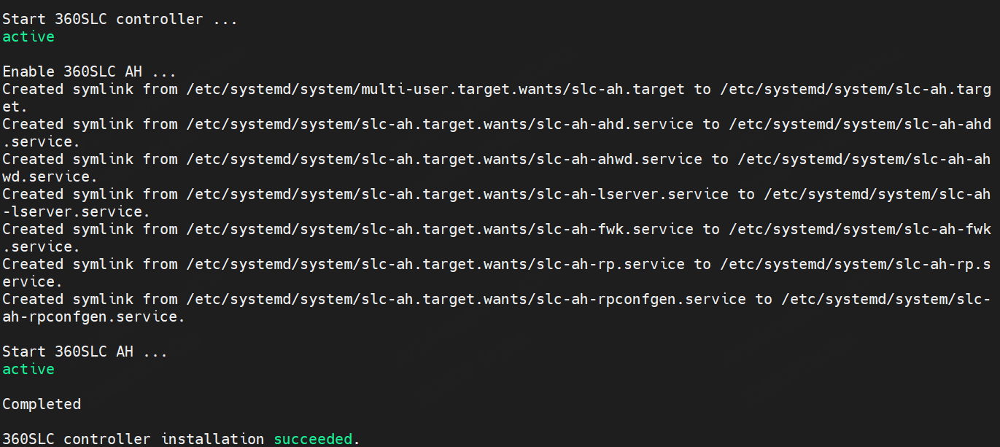 Start 360SLC controller ...
active
Enable 360SLC AH ...
Created symlink from /etc/systemd/system/multi-user.target.wants/slc-ah.target to /etc/systemd/system/slc-ah.targ
et.
Created symlink from /etc/systemd/system/slc-ah.target.wants/slc-ah-ahd.service to /etc/systemd/system/slc-ah-ahd
.service.
Created symlink from /etc/systemd/system/slc-ah.target.wants/slc-ah-ahwd.service to /etc/systemd/system/slc-ah-ah
wd.service.
Created symlink from /etc/systemd/system/slc-ah.target.wants/slc-ah-lserver.service to /etc/systemd/system/slc-ah
-lserver.service.
Created symlink from /etc/systemd/system/slc-ah.target.wants/slc-ah-fwk.service to /etc/systemd/system/slc-ah-fwk
.service.
Created symlink from /etc/systemd/system/slc-ah.target.wants/slc-ah-rp.service to /etc/systemd/system/slc-ah-rp.s
ervice.
Created symlink from /etc/systemd/system/slc-ah.target.wants/slc-ah-rpconfgen.service to /etc/systemd/system/slc-
ah-rpconfgen.service.
Start 360SLC AH ...
active
Completed
360SLC controller installation succeeded.